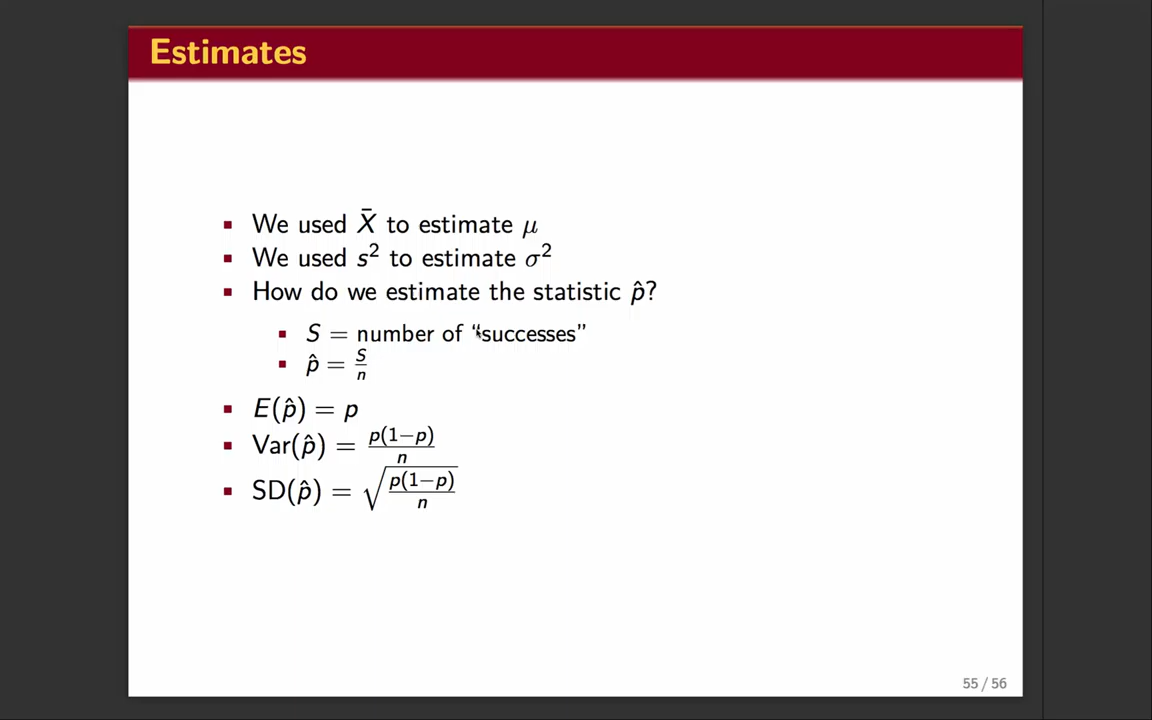 Estimates
We used X̄ to estimate μ
We used s² to estimate σ²
How do we estimate the statistic p̂?
S = number of “successes”
p̂ = S/n
E(p̂) = p
Var(p̂) = p(1−p)/n
SD(p̂) = √(p(1−p)/n)
55 / 56